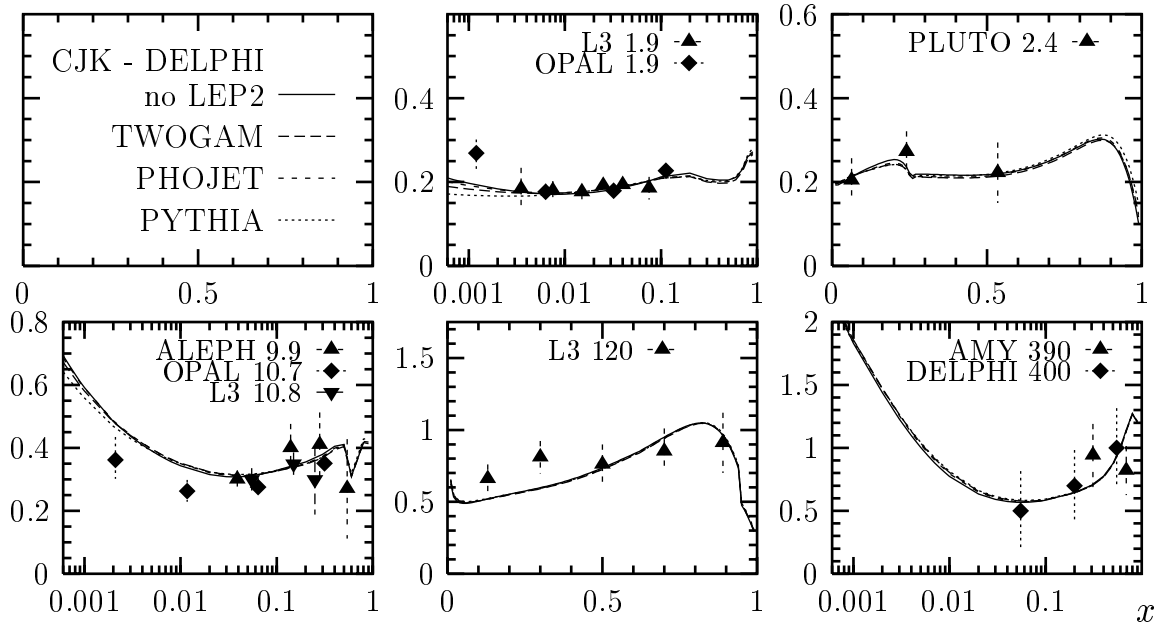 CJK - DELPHI
no LEP2
TWOGAM
PHOJET
PYTHIA
0 0.5 1
L3 1.9
OPAL 1.9
0.4
0.2
0
0.001 0.01 0.1 1
PLUTO 2.4
0.6
0.4
0.2
0
0 0.5 1
ALEPH 9.9
OPAL 10.7
L3 10.8
0.8
0.6
0.4
0.2
0
0.001 0.01 0.1 1
L3 120
1.5
1
0.5
0
0 0.5 1
AMY 390
DELPHI 400
2
1.5
1
0.5
0
0.001 0.01 0.1 1
x